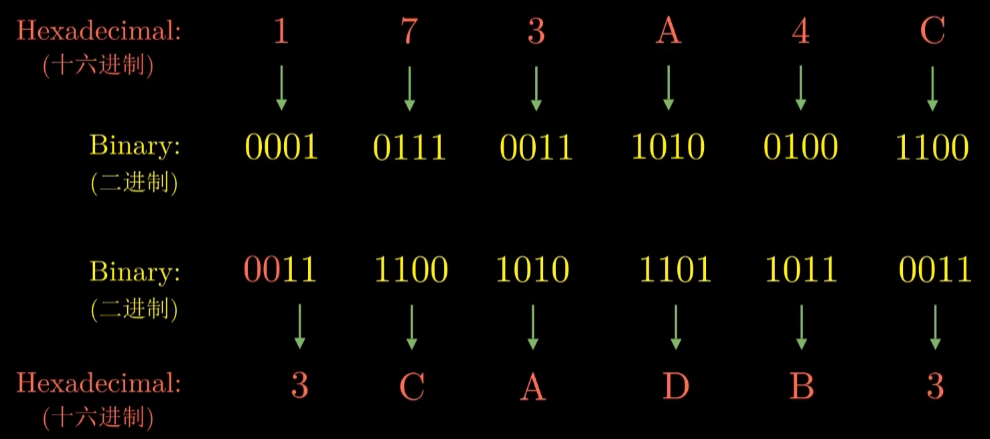 Hexadecimal: 1 7 3 A 4 C
(十六进制)
Binary: 0001 0111 0011 1010 0100 1100
(二进制)
Binary: 0011 1100 1010 1101 1011 0011
(二进制)
Hexadecimal: 3 C A D B 3
(十六进制)